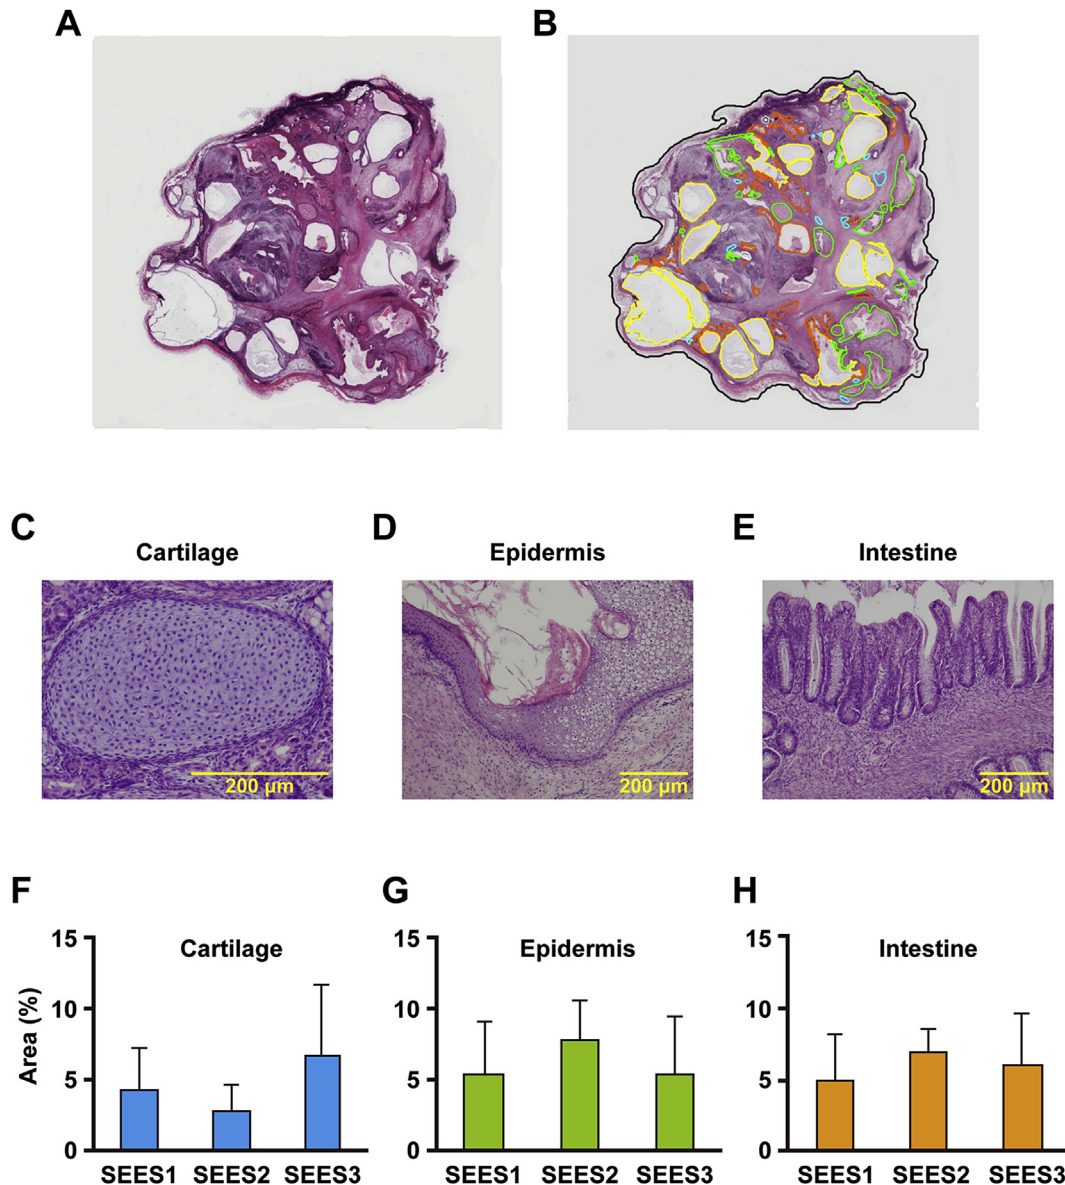 A
B
C
D
E
Cartilage
Epidermis
Intestine
200 µm
200 µm
200 µm
F
G
H
Cartilage
Epidermis
Intestine
Area (%)
15
10
5
0
15
10
5
0
15
10
5
0
SEES1 SEES2 SEES3
SEES1 SEES2 SEES3
SEES1 SEES2 SEES3